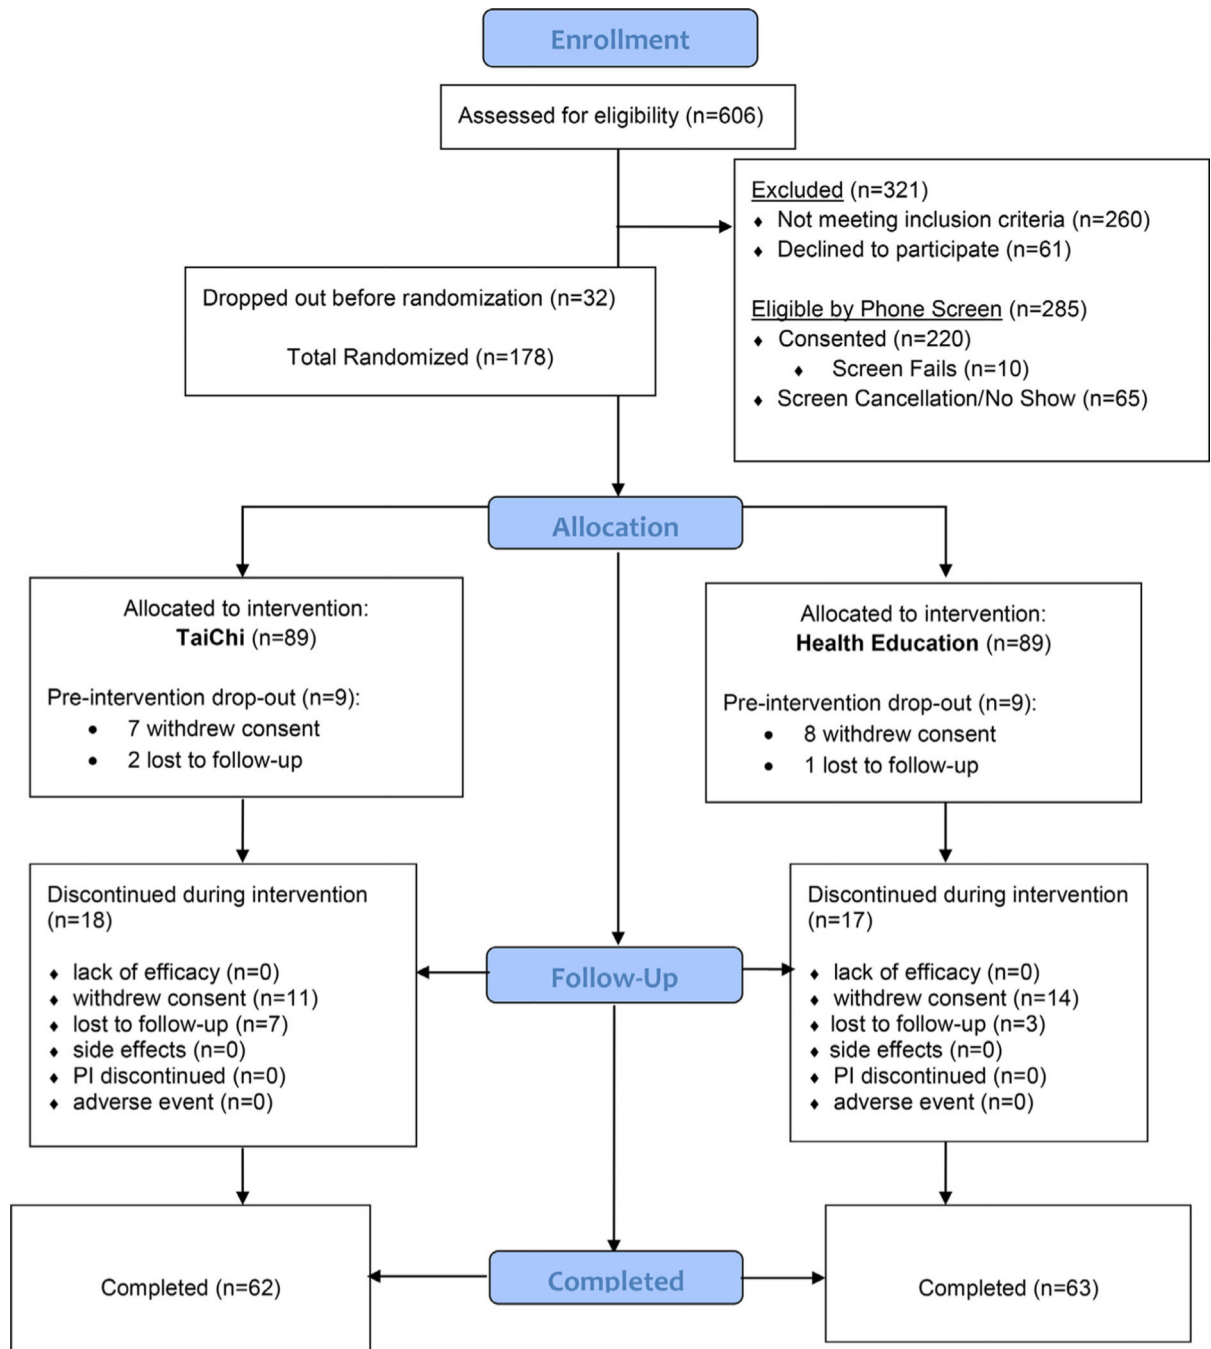 Enrollment
Assessed for eligibility (n=606)
Excluded (n=321)
♦ Not meeting inclusion criteria (n=260)
♦ Declined to participate (n=61)
Eligible by Phone Screen (n=285)
♦ Consented (n=220)
♦ Screen Fails (n=10)
♦ Screen Cancellation/No Show (n=65)
Dropped out before randomization (n=32)
Total Randomized (n=178)
Allocation
Allocated to intervention:
TaiChi (n=89)
Pre-intervention drop-out (n=9):
• 7 withdrew consent
• 2 lost to follow-up
Allocated to intervention:
Health Education (n=89)
Pre-intervention drop-out (n=9):
• 8 withdrew consent
• 1 lost to follow-up
Discontinued during intervention
(n=18)
♦ lack of efficacy (n=0)
♦ withdrew consent (n=11)
♦ lost to follow-up (n=7)
♦ side effects (n=0)
♦ PI discontinued (n=0)
♦ adverse event (n=0)
Follow-Up
Discontinued during intervention
(n=17)
♦ lack of efficacy (n=0)
♦ withdrew consent (n=14)
♦ lost to follow-up (n=3)
♦ side effects (n=0)
♦ PI discontinued (n=0)
♦ adverse event (n=0)
Completed (n=62)
Completed
Completed (n=63)